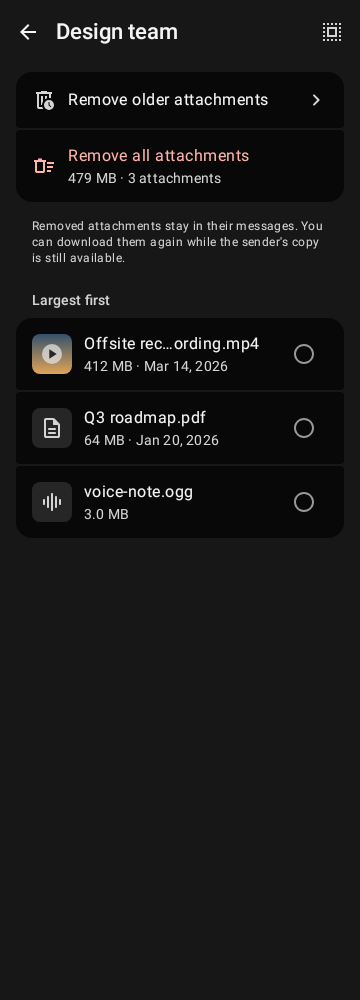 Design team
Remove older attachments
Remove all attachments
479 MB · 3 attachments
Removed attachments stay in their messages. You
can download them again while the sender's copy
is still available.
Largest first
Offsite rec…ording.mp4
412 MB · Mar 14, 2026
Q3 roadmap.pdf
64 MB · Jan 20, 2026
voice-note.ogg
3.0 MB